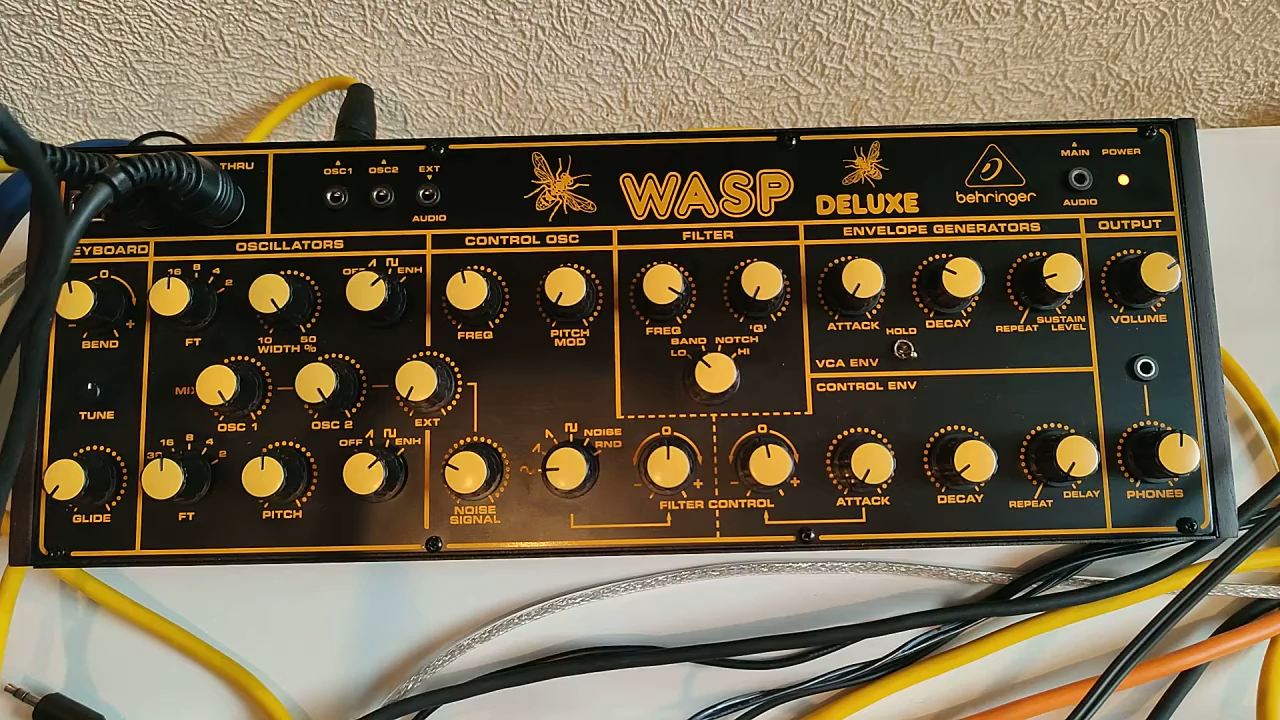 THRU
OSC1 OSC2 EXT
AUDIO
WASP
DELUXE
behringer
MAIN POWER
AUDIO
EYBOARD OSCILLATORS CONTROL OSC FILTER ENVELOPE GENERATORS OUTPUT
0
- +
BEND
16 8 4 2
FT
10 50
WIDTH %
OFF ENH
FREQ
PITCH
MOD
FREQ
'Q'
ATTACK
DECAY
REPEAT SUSTAIN
LEVEL
VOLUME
HOLD
VCA ENV
LO BAND NOTCH HI
CONTROL ENV
TUNE
MIX
OSC 1
OSC 2
EXT
GLIDE
16 8 4 2
FT
PITCH
OFF ENH
NOISE
SIGNAL
NOISE
RND
0
- +
0
- +
FILTER CONTROL
ATTACK
DECAY
REPEAT DELAY
PHONES